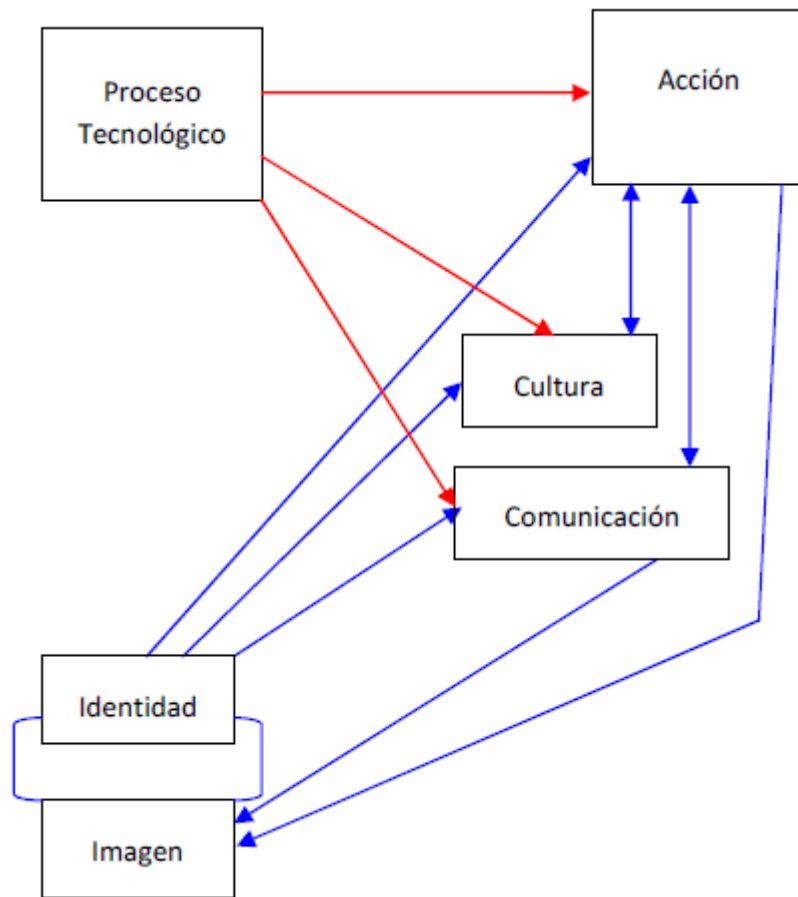 Proceso
Tecnológico
Acción
Cultura
Comunicación
Identidad
Imagen